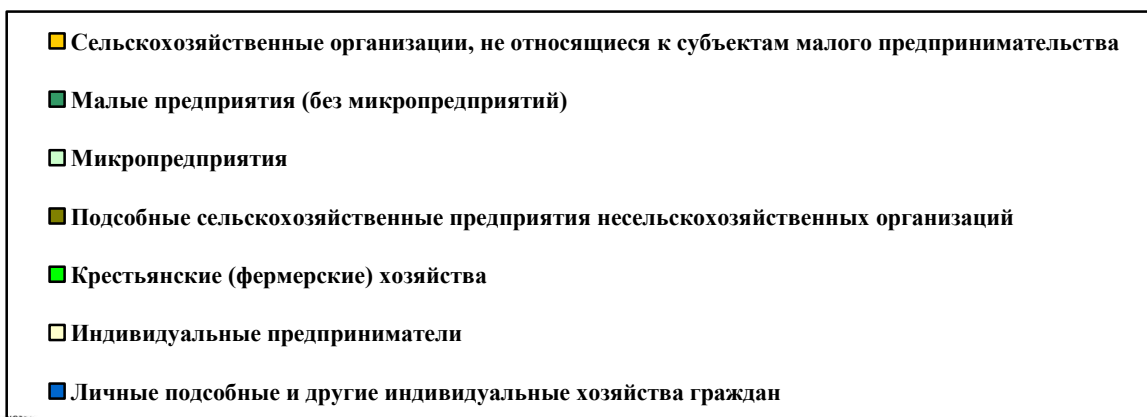 Сельскохозяйственные организации, не относящиеся к субъектам малого предпринимательства
Малые предприятия (без микропредприятий)
Микропредприятия
Подсобные сельскохозяйственные предприятия несельскохозяйственных организаций
Крестьянские (фермерские) хозяйства
Индивидуальные предприниматели
Личные подсобные и другие индивидуальные хозяйства граждан